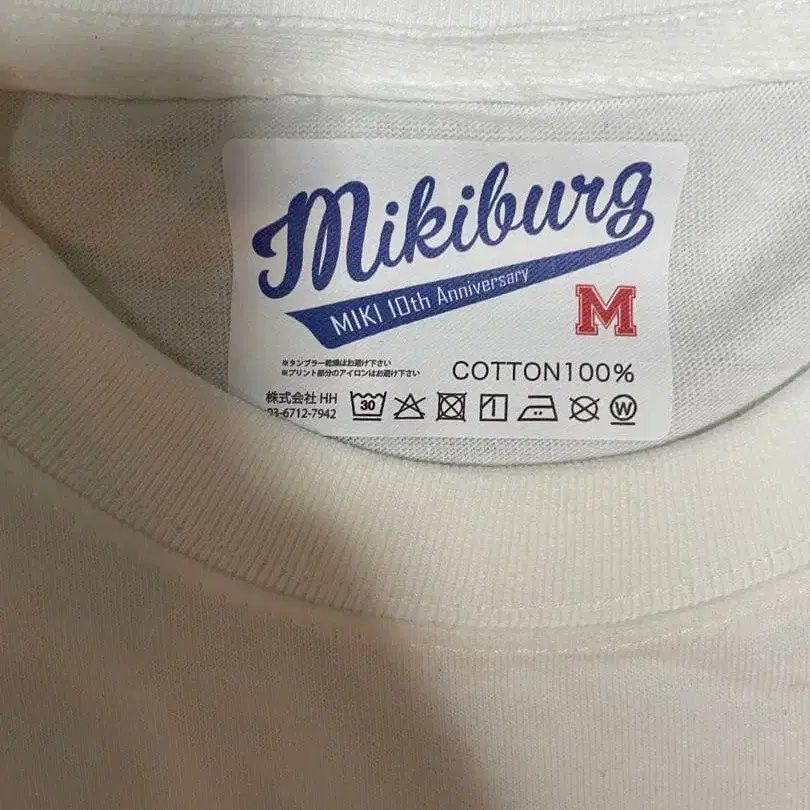 Mikiburg
MIKI 10th Anniversary
M
※タンブラー乾燥はお避け下さい
※プリント部分のアイロンはお避け下さい
COTTON100%
株式会社 HH
03-6712-7942
30
W